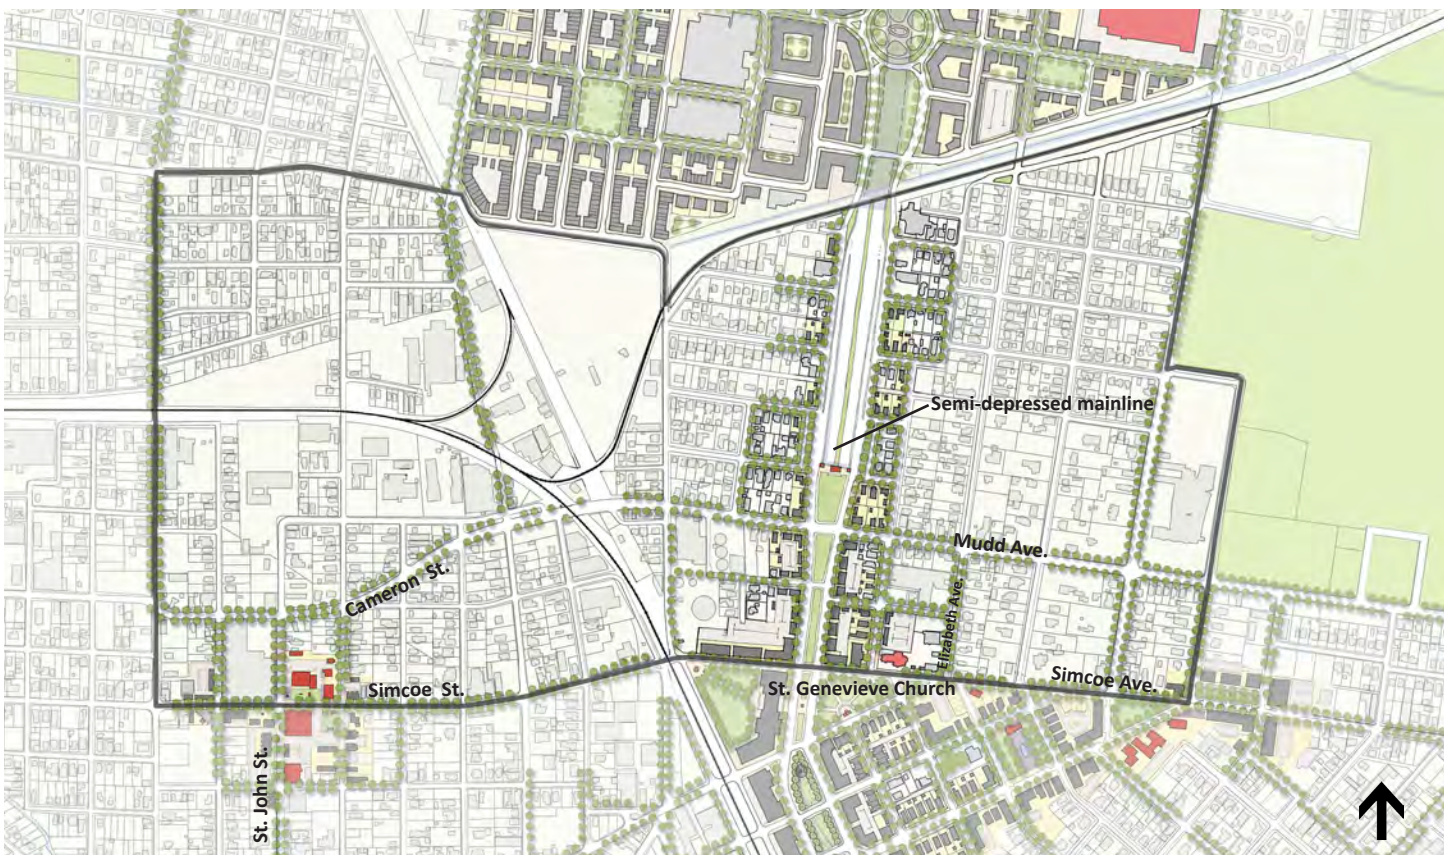 Semi-depressed mainline
Mudd Ave.
Cameron St.
Elizabeth Ave.
Simcoe St.
St. Genevieve Church
Simcoe Ave.
St. John St.